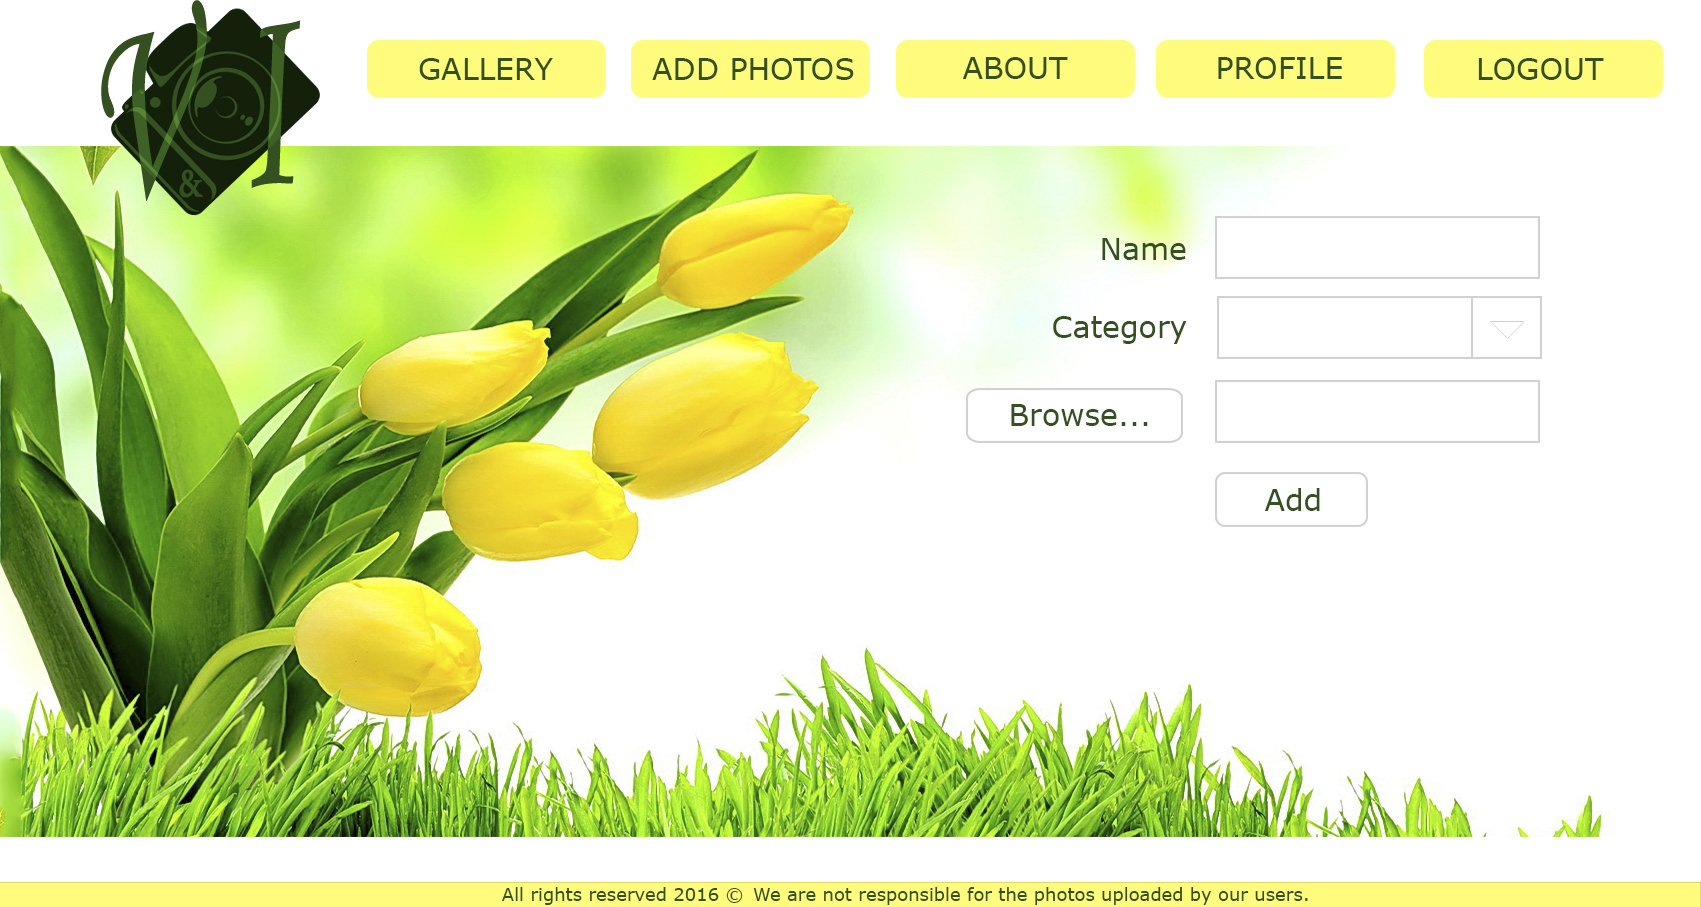 V & I
GALLERY
ADD PHOTOS
ABOUT
PROFILE
LOGOUT
Name
Category
Browse...
Add
All rights reserved 2016 © We are not responsible for the photos uploaded by our users.